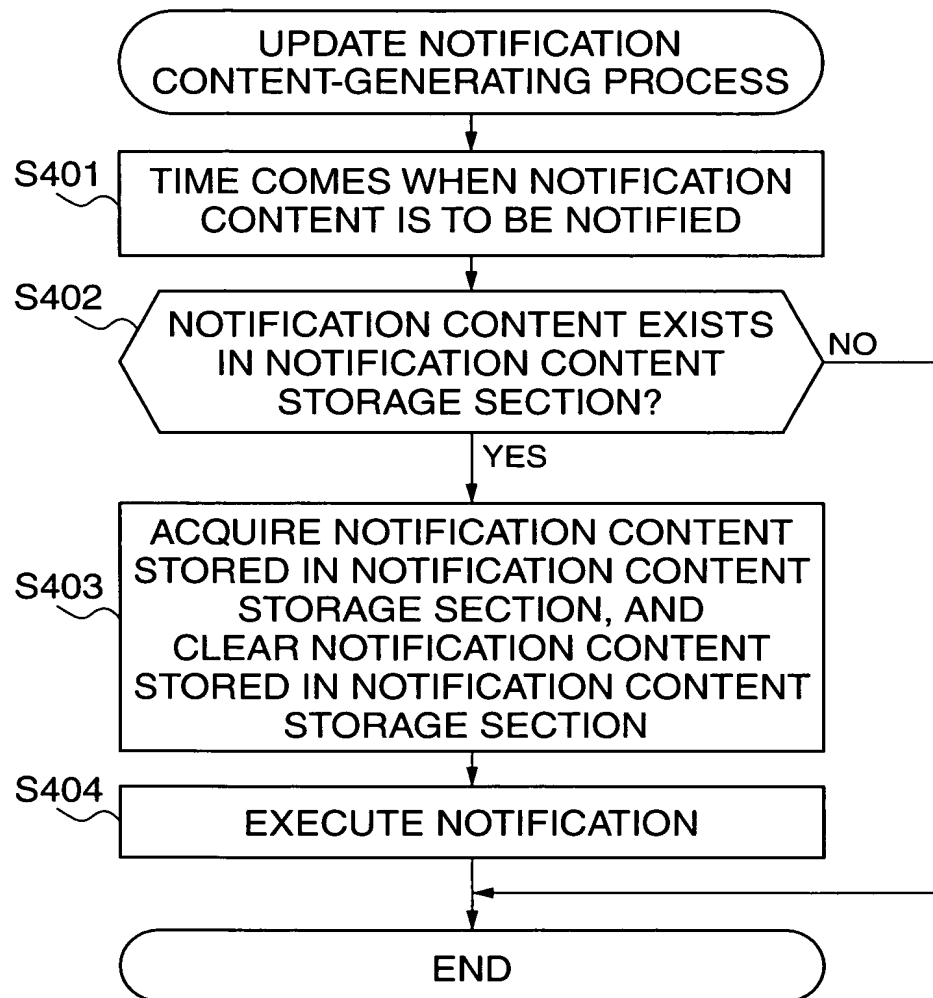 UPDATE NOTIFICATION
CONTENT-GENERATING PROCESS
S401
TIME COMES WHEN NOTIFICATION
CONTENT IS TO BE NOTIFIED
S402
NOTIFICATION CONTENT EXISTS
IN NOTIFICATION CONTENT
STORAGE SECTION?
NO
YES
S403
ACQUIRE NOTIFICATION CONTENT
STORED IN NOTIFICATION CONTENT
STORAGE SECTION, AND
CLEAR NOTIFICATION CONTENT
STORED IN NOTIFICATION CONTENT
STORAGE SECTION
S404
EXECUTE NOTIFICATION
END